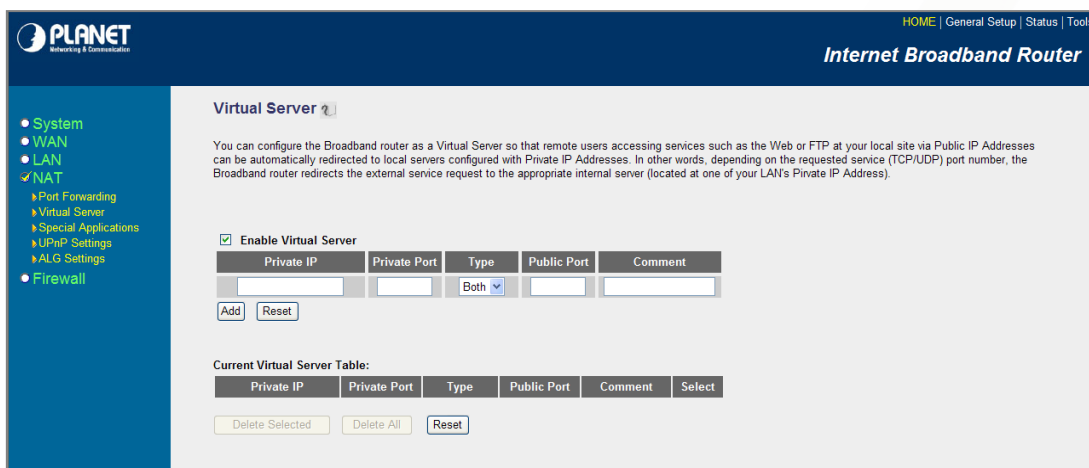 PLANET
Networking & Communication
HOME | General Setup | Status | Tools
Internet Broadband Router
System
WAN
LAN
NAT
Port Forwarding
Virtual Server
Special Applications
UPnP Settings
ALG Settings
Firewall
Virtual Server
You can configure the Broadband router as a Virtual Server so that remote users accessing services such as the Web or FTP at your local site via Public IP Addresses
can be automatically redirected to local servers configured with Private IP Addresses. In other words, depending on the requested service (TCP/UDP) port number, the
Broadband router redirects the external service request to the appropriate internal server (located at one of your LAN's Private IP Address).
Enable Virtual Server
Private IP Private Port Type Public Port Comment
Both
Add Reset
Current Virtual Server Table:
Private IP Private Port Type Public Port Comment Select
Delete Selected Delete All Reset